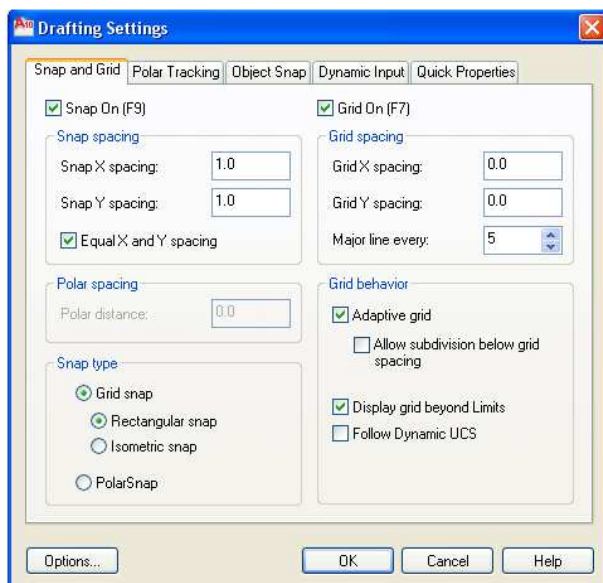 A10 Drafting Settings
Snap and Grid Polar Tracking Object Snap Dynamic Input Quick Properties
Snap On (F9)
Snap spacing
Snap X spacing: 1.0
Snap Y spacing: 1.0
Equal X and Y spacing
Polar spacing
Polar distance: 0.0
Snap type
Grid snap
Rectangular snap
Isometric snap
PolarSnap
Grid On (F7)
Grid spacing
Grid X spacing: 0.0
Grid Y spacing: 0.0
Major line every: 5
Grid behavior
Adaptive grid
Allow subdivision below grid
spacing
Display grid beyond Limits
Follow Dynamic UCS
Options... OK Cancel Help